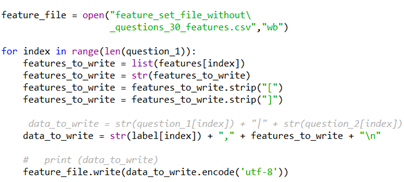 feature_file = open("feature_set_file_without\
_questions_30_features.csv","wb")
for index in range(len(question_1)):
features_to_write = list(features[index])
features_to_write = str(features_to_write)
features_to_write = features_to_write.strip("[")
features_to_write = features_to_write.strip("]")
data_to_write = str(question_1[index]) + "|" + str(question_2[index])
data_to_write = str(label[index]) + "," + features_to_write + "\n"
# print (data_to_write)
feature_file.write(data_to_write.encode('utf-8'))